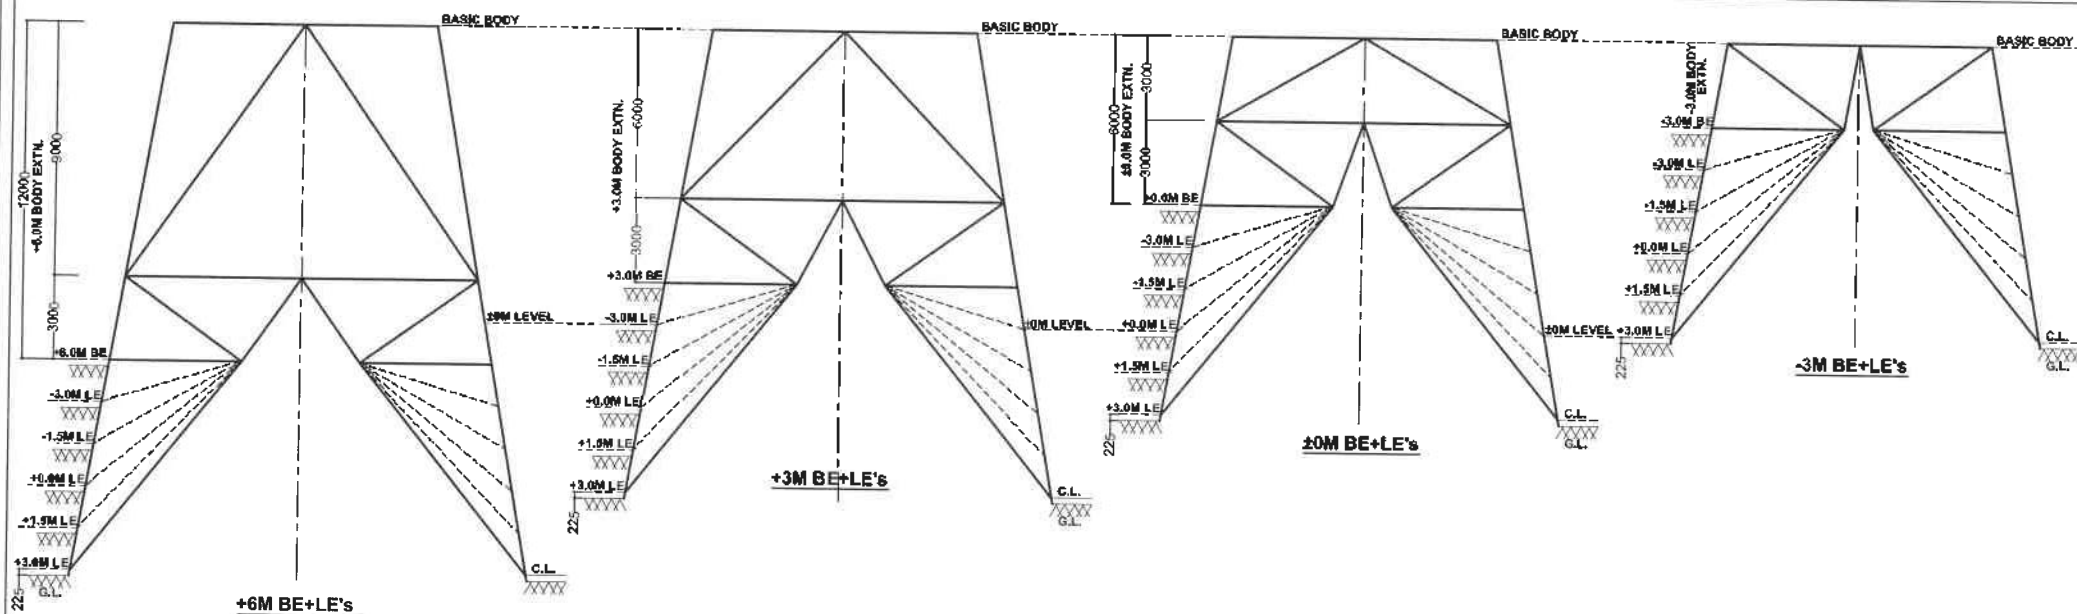 BASIC BODY
12000
+6.0M BODY EXTN.
9000
3000
+6.0M BE
-3.0M LE
-1.5M LE
+0.0M LE
+1.5M LE
+3.0M LE
225
G.L.
C.L.
±0M LEVEL
+6M BE+LE's
BASIC BODY
6000
+3.0M BODY EXTN.
3000
+3.0M BE
-3.0M LE
-1.5M LE
+0.0M LE
+1.5M LE
+3.0M LE
225
C.L.
G.L.
±0M LEVEL
+3M BE+LE's
BASIC BODY
6000
±0.0M BODY EXTN.
3000
3000
+0.0M BE
-3.0M LE
-1.5M LE
+0.0M LE
+1.5M LE
+3.0M LE
225
C.L.
G.L.
±0M LEVEL
±0M BE+LE's
BASIC BODY
-3.0M BODY
EXTN.
-3.0M BE
-3.0M LE
-1.5M LE
+0.0M LE
+1.5M LE
+3.0M LE
225
C.L.
G.L.
-3M BE+LE's